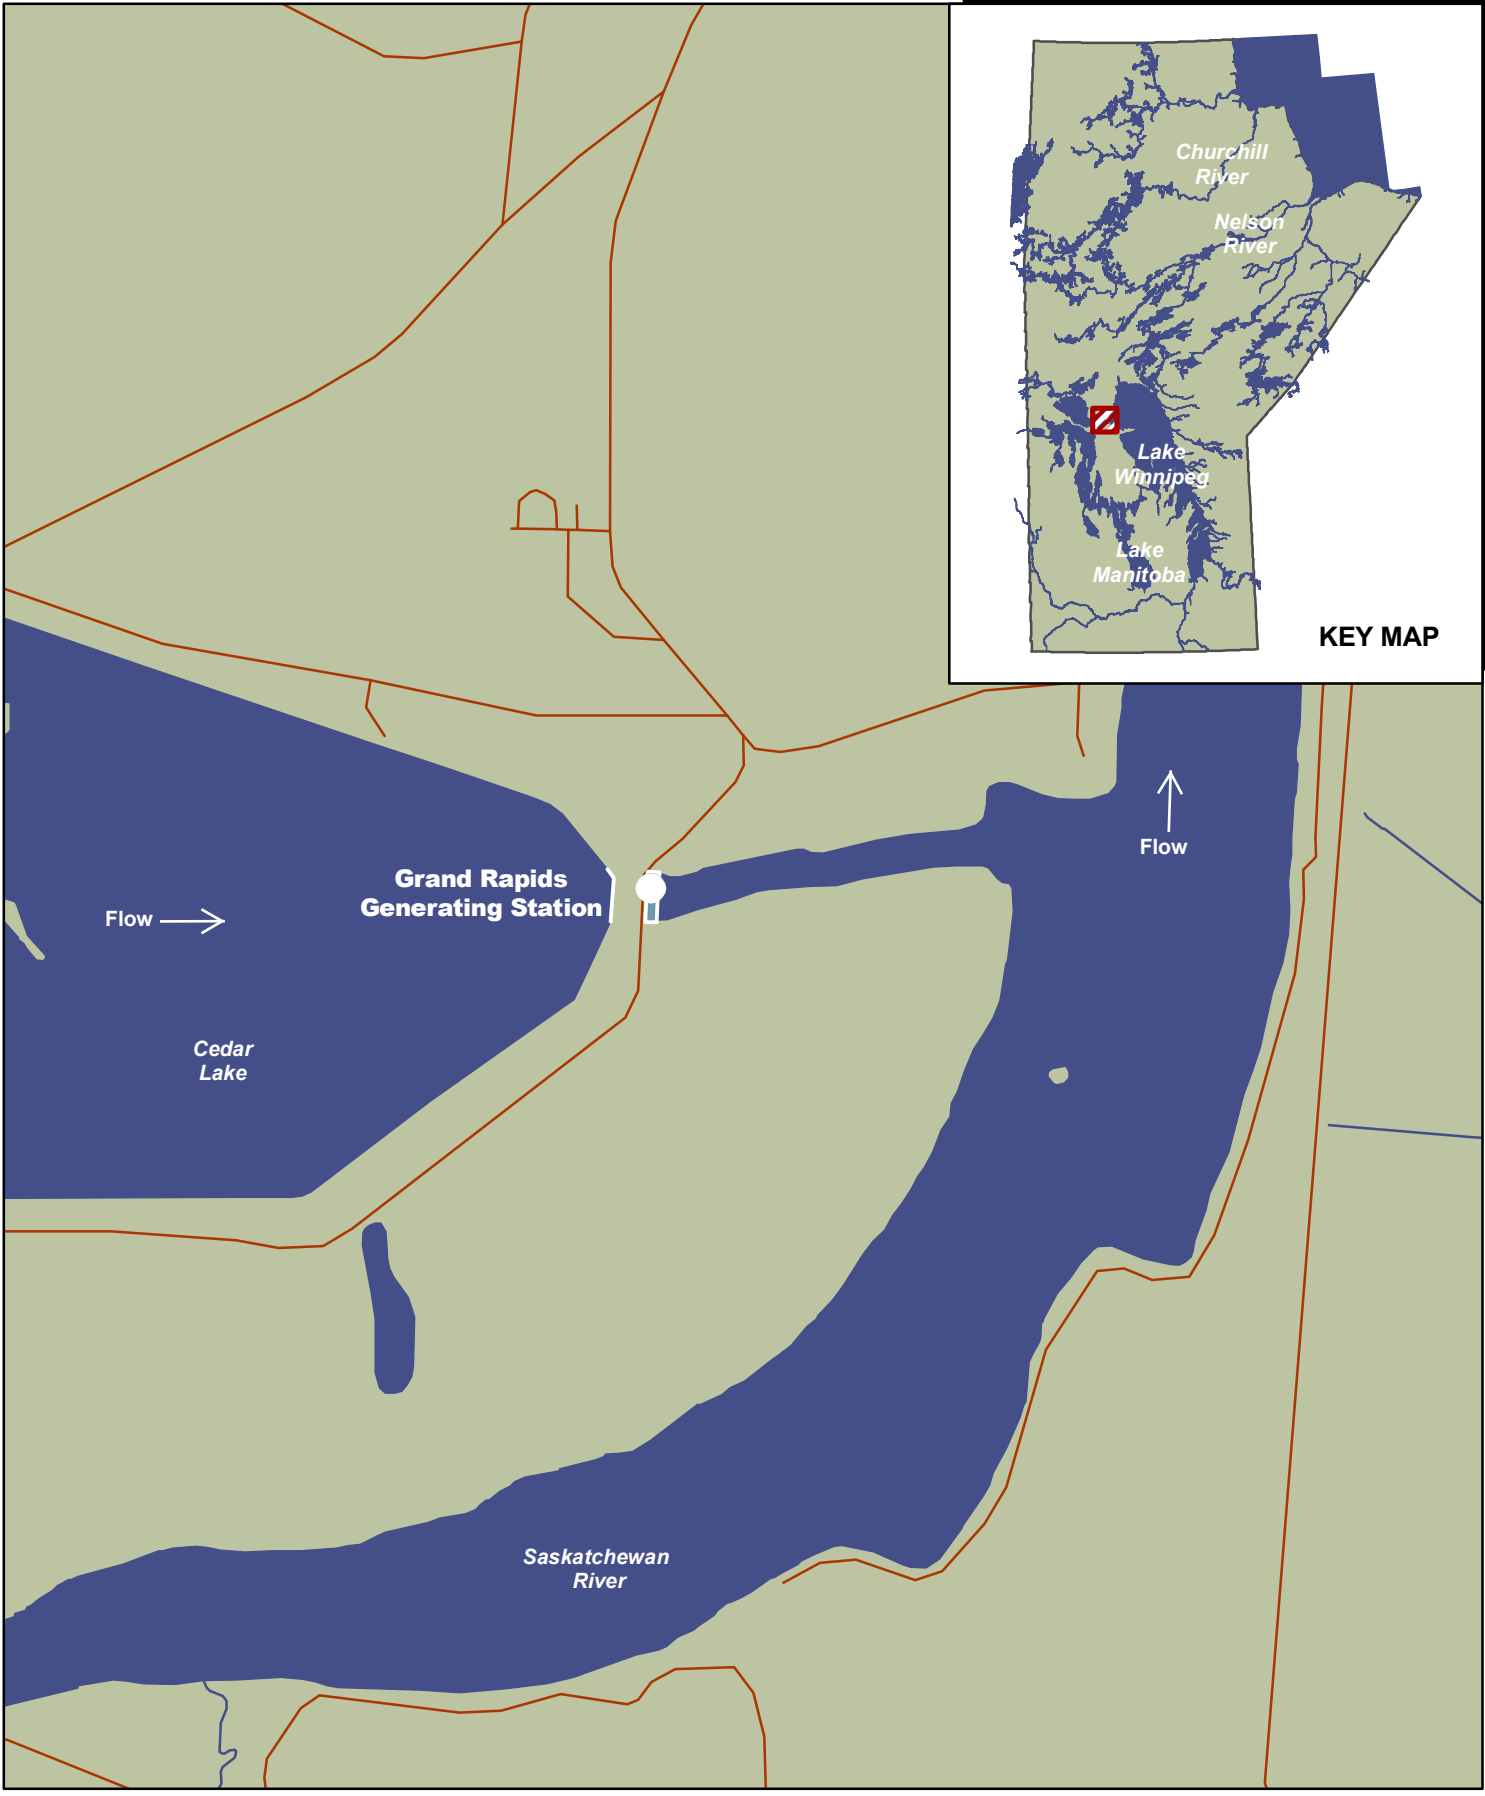 Churchill
River
Nelson
River
Lake
Winnipeg
Lake
Manitoba
KEY MAP
Flow
Grand Rapids
Generating Station
Flow
Cedar
Lake
Saskatchewan
River